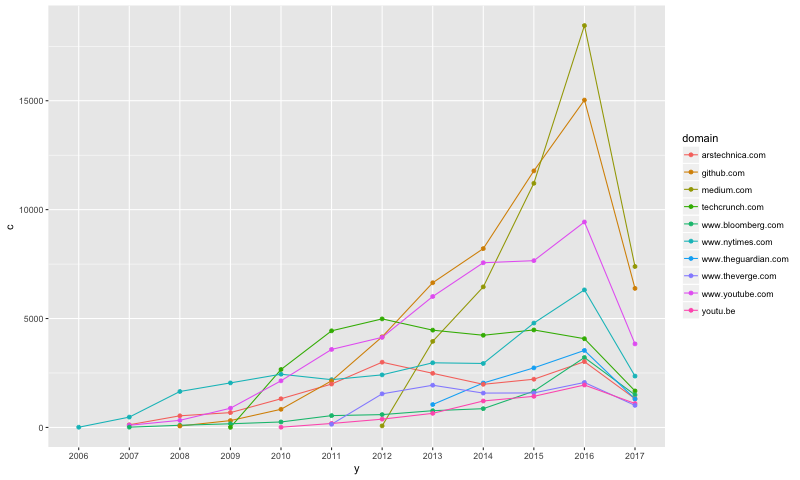 15000
10000
5000
0
c
2006 2007 2008 2009 2010 2011 2012 2013 2014 2015 2016 2017
y
domain
arstechnica.com
github.com
medium.com
techcrunch.com
www.bloomberg.com
www.nytimes.com
www.theguardian.com
www.theverge.com
www.youtube.com
youtu.be